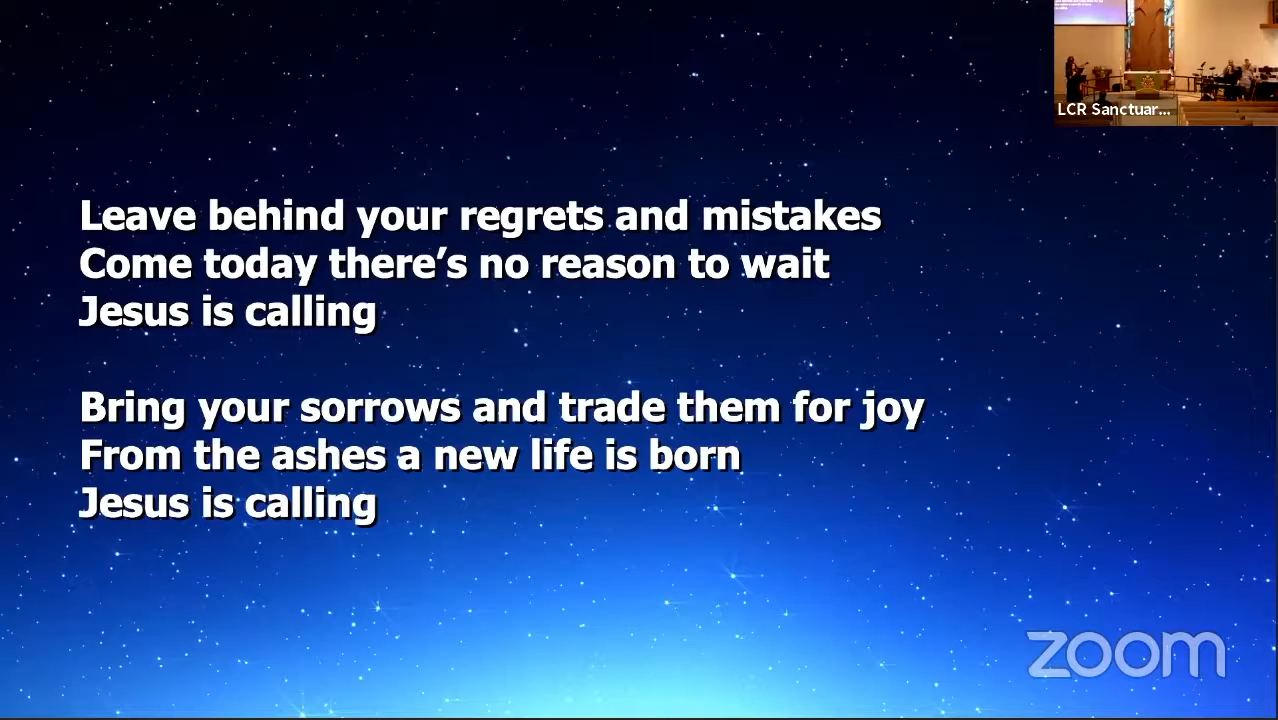 LCR Sanctuar...
Leave behind your regrets and mistakes
Come today there’s no reason to wait
Jesus is calling
Bring your sorrows and trade them for joy
From the ashes a new life is born
Jesus is calling
zoom